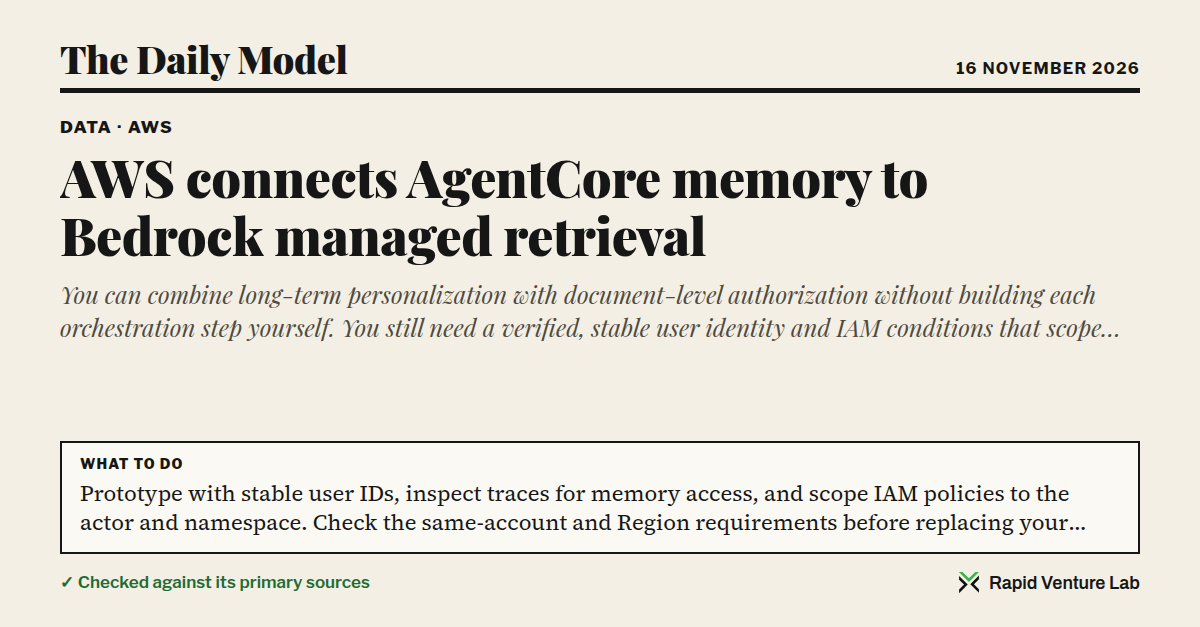 The Daily Model
16 NOVEMBER 2026
DATA · AWS
AWS connects AgentCore memory to
Bedrock managed retrieval
You can combine long-term personalization with document-level authorization without building each
orchestration step yourself. You still need a verified, stable user identity and IAM conditions that scope...
WHAT TO DO
Prototype with stable user IDs, inspect traces for memory access, and scope IAM policies to the
actor and namespace. Check the same-account and Region requirements before replacing your...
✓ Checked against its primary sources
Rapid Venture Lab